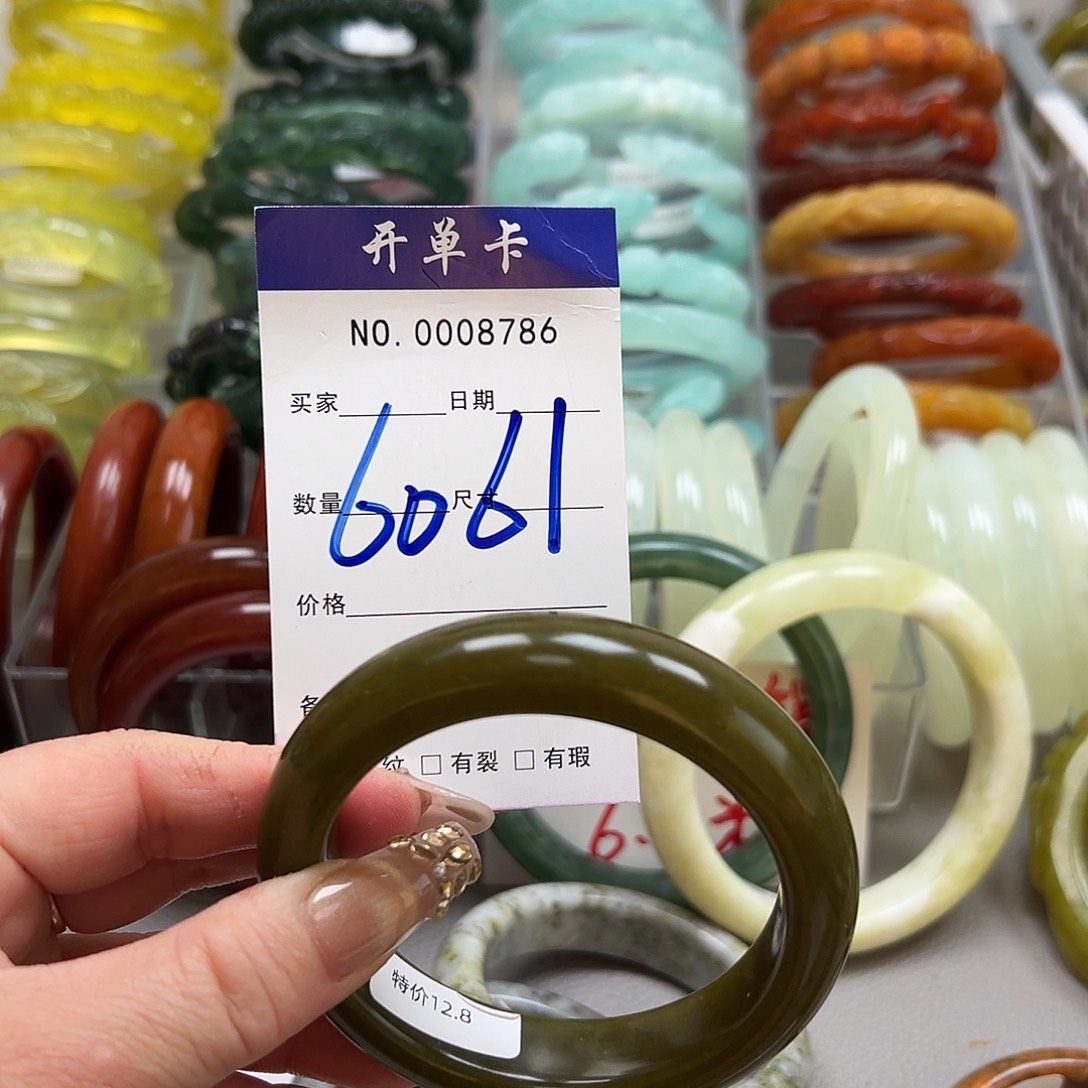 开单卡
NO. 0008786
买家 日期
6061
数量 尺寸
价格
备
纹 □ 有裂 □ 有瑕
特价12.8